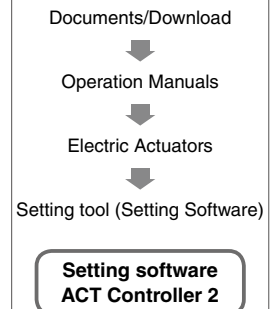 Documents/Download
Operation Manuals
Electric Actuators
Setting tool (Setting Software)
Setting software
ACT Controller 2